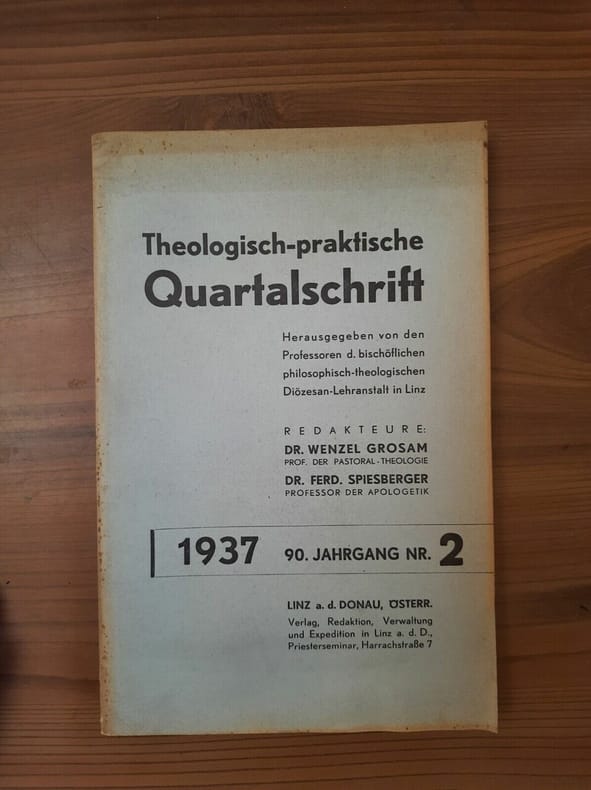 Theologisch-praktische
Quartalschrift
Herausgegeben von den
Professoren d. bischöflichen
philosophisch-theologischen
Diözesan-Lehranstalt in Linz
REDAKTEURE:
DR. WENZEL GROSAM
PROF. DER PASTORAL-THEOLOGIE
DR. FERD. SPIESBERGER
PROFESSOR DER APOLOGETIK
1937 90. JAHRGANG NR. 2
LINZ a. d. DONAU, ÖSTERR.
Verlag, Redaktion, Verwaltung
und Expedition in Linz a. d. D.,
Priesterseminar, Harrachstraße 7